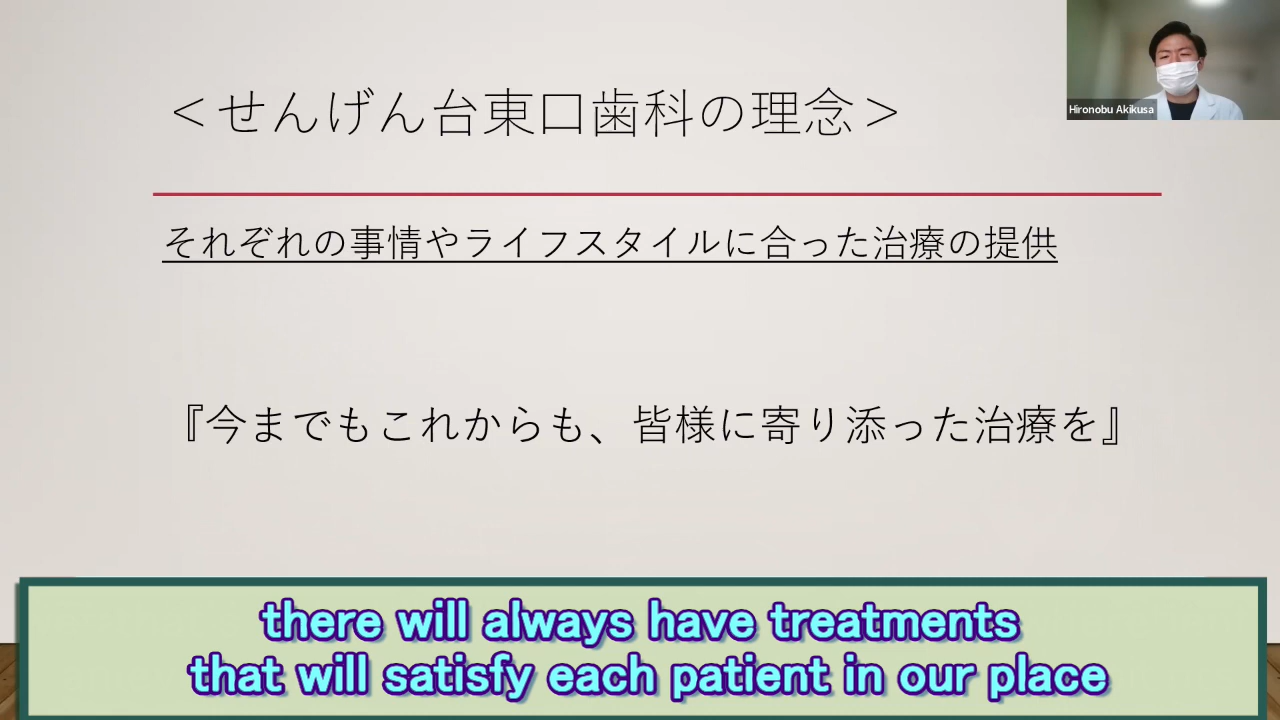 ＜せんげん台東口歯科の理念＞
Hironobu Akikusa
それぞれの事情やライフスタイルに合った治療の提供
『今までもこれからも、皆様に寄り添った治療を』
there will always have treatments
that will satisfy each patient in our place